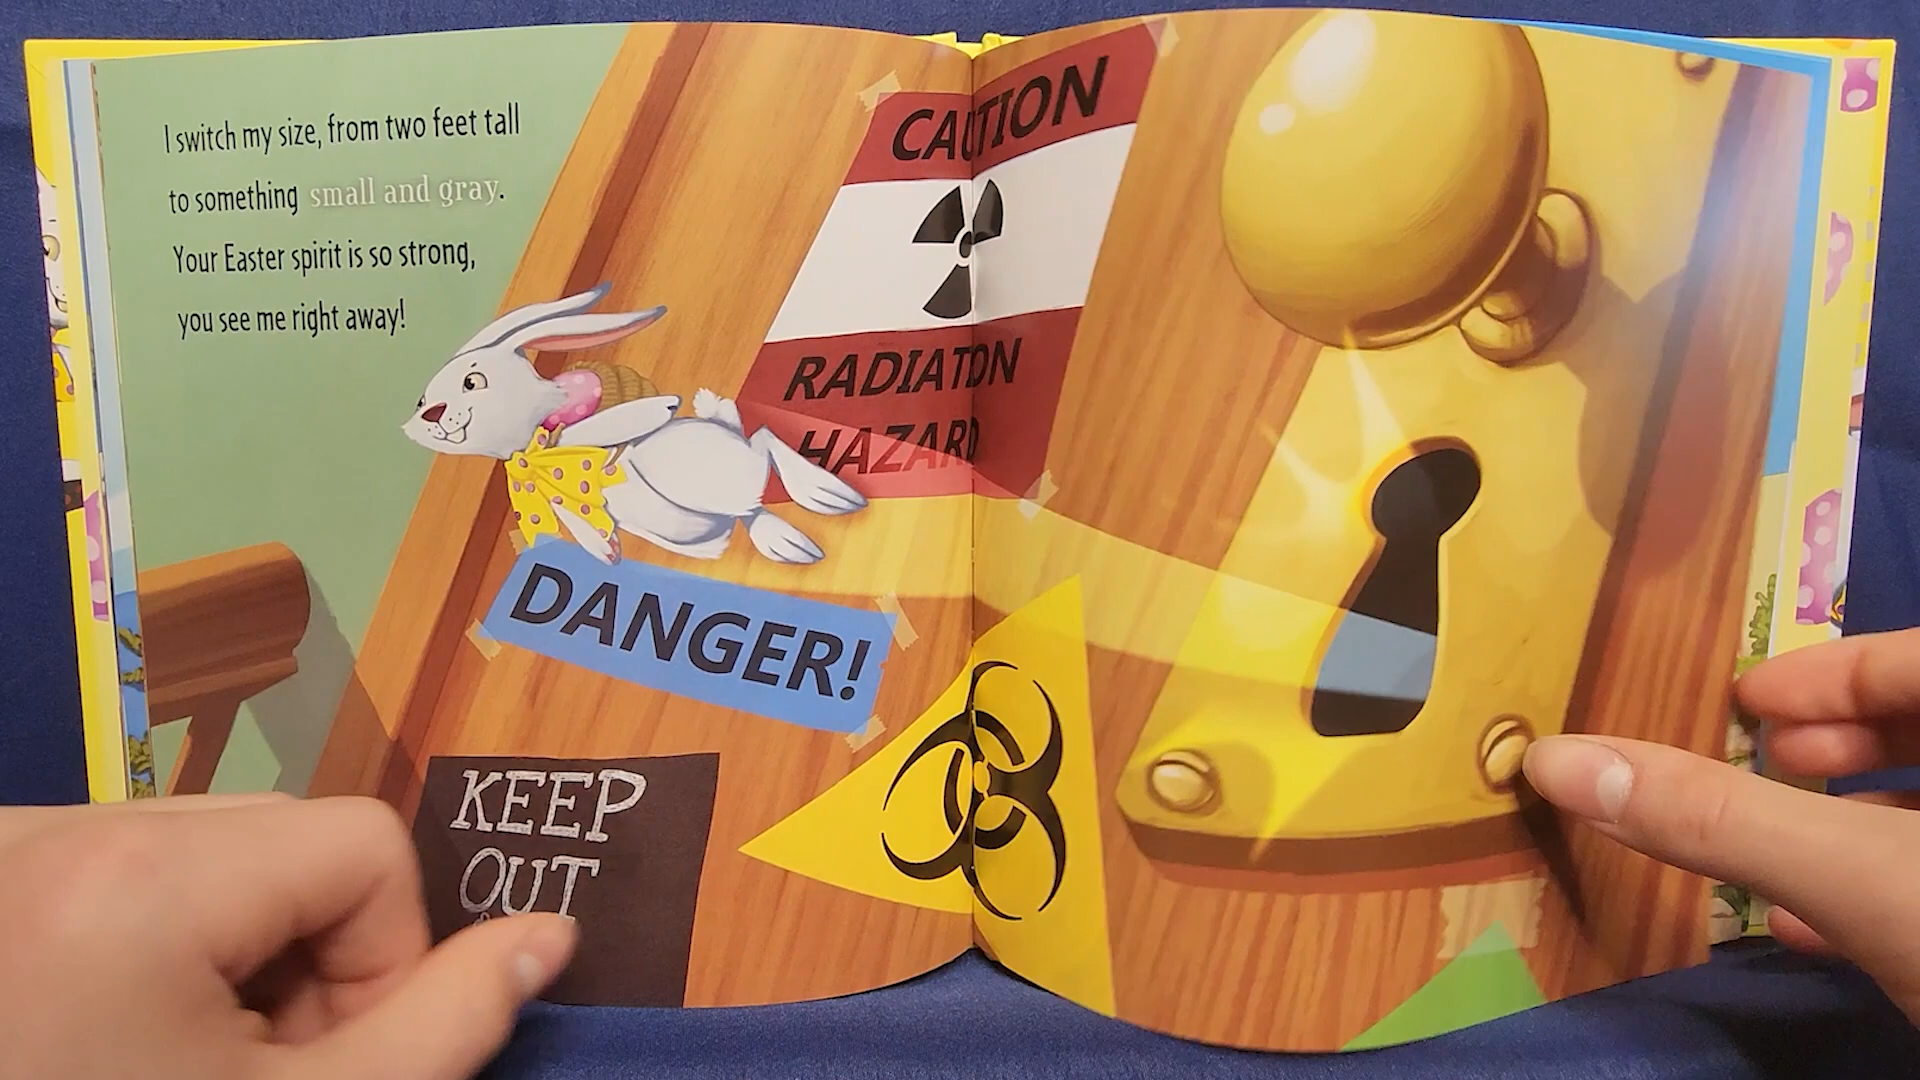 I switch my size, from two feet tall
to something small and gray.
Your Easter spirit is so strong,
you see me right away!
CAUTION
RADIATION
HAZARD
DANGER!
KEEP
OUT